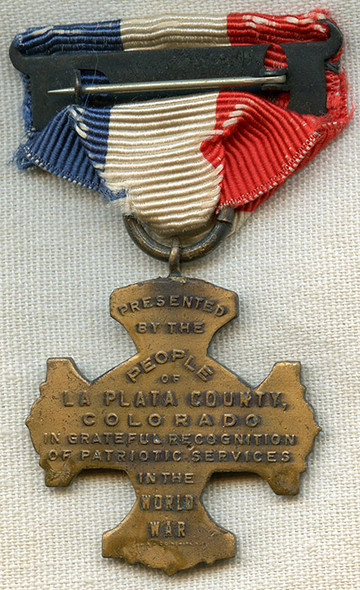 PRESENTED
BY THE
PEOPLE
OF
LA PLATA COUNTY,
COLORADO
IN GRATEFUL RECOGNITION
OF PATRIOTIC SERVICES
IN THE
WORLD
WAR